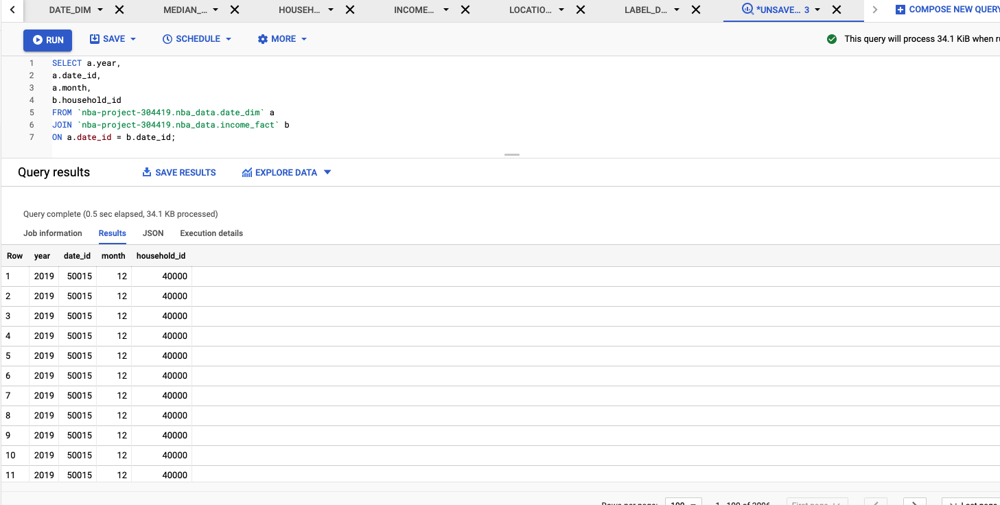 DATE_DIM MEDIAN_... HOUSEH... INCOME... LOCATIO... LABEL_D... *UNSAVE... 3 COMPOSE NEW QUERY
RUN SAVE SCHEDULE MORE This query will process 34.1 KiB when
1 SELECT a.year,
2 a.date_id,
3 a.month,
4 b.household_id
5 FROM `nba-project-304419.nba_data.date_dim` a
6 JOIN `nba-project-304419.nba_data.income_fact` b
7 ON a.date_id = b.date_id;
Query results SAVE RESULTS EXPLORE DATA
Query complete (0.5 sec elapsed, 34.1 KB processed)
Job information Results JSON Execution details
Row year date_id month household_id
1 2019 50015 12 40000
2 2019 50015 12 40000
3 2019 50015 12 40000
4 2019 50015 12 40000
5 2019 50015 12 40000
6 2019 50015 12 40000
7 2019 50015 12 40000
8 2019 50015 12 40000
9 2019 50015 12 40000
10 2019 50015 12 40000
11 2019 50015 12 40000
Rows per page: 100 1 - 100 of First page Last page